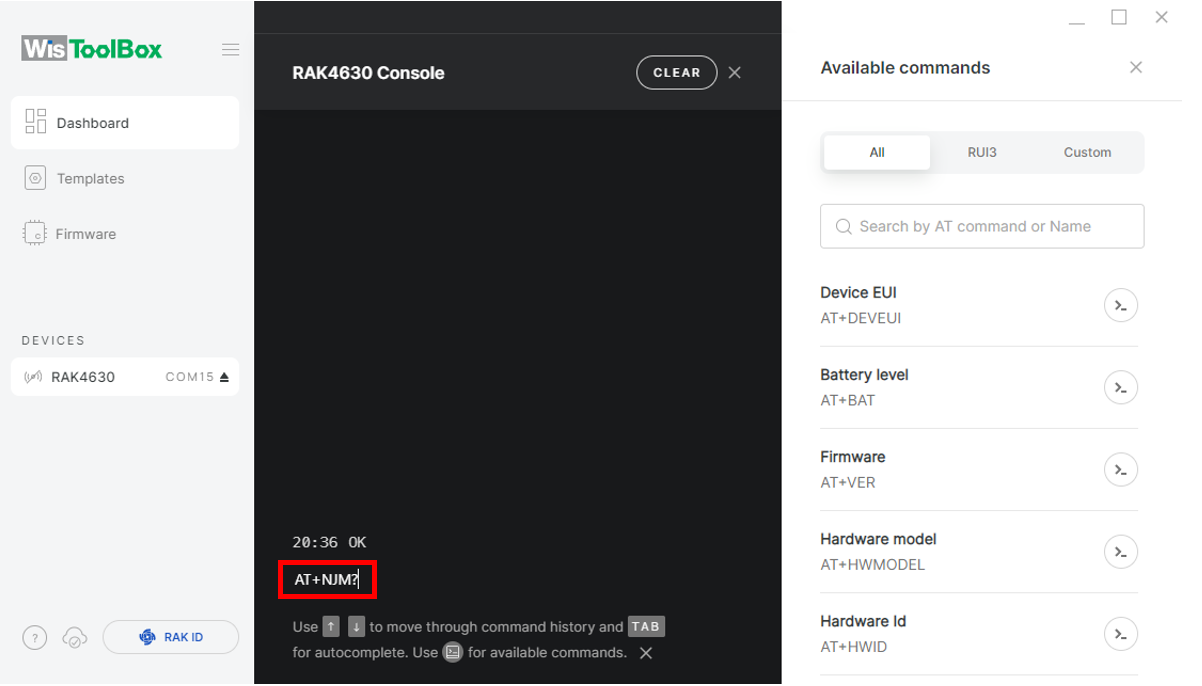 WisToolBox
Dashboard
Templates
Firmware
DEVICES
RAK4630 COM15
? RAK ID
RAK4630 Console CLEAR
20:36 OK
AT+NJM?
Use ↑ ↓ to move through command history and TAB
for autocomplete. Use for available commands.
Available commands
All RUI3 Custom
Search by AT command or Name
Device EUI
AT+DEVEUI
Battery level
AT+BAT
Firmware
AT+VER
Hardware model
AT+HWMODEL
Hardware Id
AT+HWID